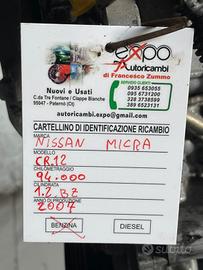 expo
Autoricambi
di Francesco Zummo
Nuovi e Usati
C.da Tre Fontane / Ciappe Bianche
95047 - Paternò (Ct)
SERVIZIO CLIENTI
0935 653055
095 6731200
328 3738599
389 6523131
autoricambi.expo@gmail.com
CARTELLINO DI IDENTIFICAZIONE RICAMBIO
MARCA
NISSAN MICRA
MODELLO
CR12
CHILOMETRAGGIO
94.000
CILINDRATA
1.2 BZ
ANNO DI PRODUZIONE
2007
BENZINA
DIESEL
subito